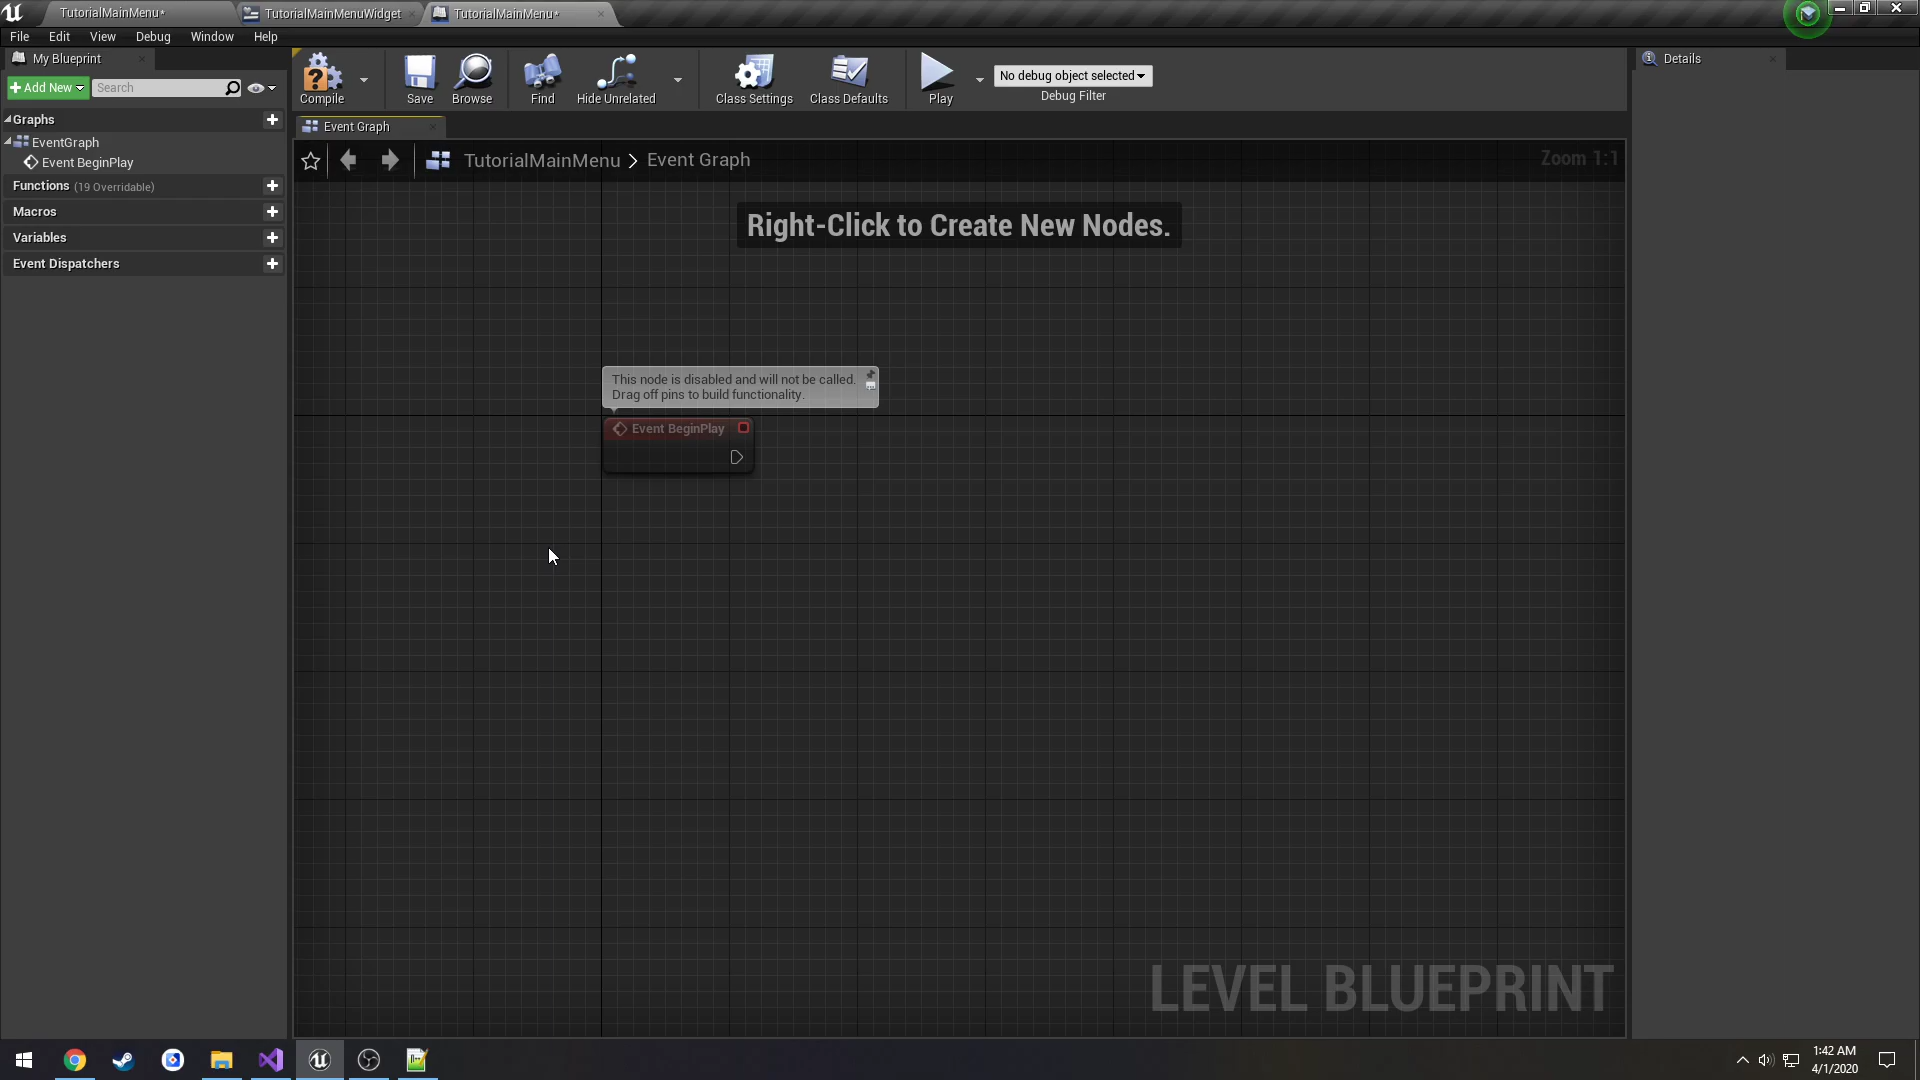 TutorialMainMenu*
TutorialMainMenuWidget
TutorialMainMenu*
File Edit View Debug Window Help
My Blueprint
Add New
Search
Graphs
EventGraph
Event BeginPlay
Functions (19 Overridable)
Macros
Variables
Event Dispatchers
Compile
Save
Browse
Find
Hide Unrelated
Class Settings
Class Defaults
Play
No debug object selected
Debug Filter
Details
Event Graph
TutorialMainMenu > Event Graph
Zoom 1:1
Right-Click to Create New Nodes.
This node is disabled and will not be called.
Drag off pins to build functionality.
Event BeginPlay
LEVEL BLUEPRINT
1:42 AM
4/1/2020